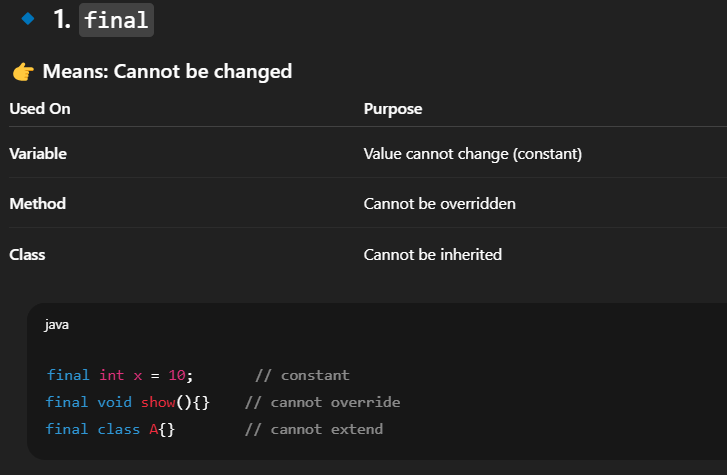 1. final
👉 Means: Cannot be changed
Used On Purpose
Variable Value cannot change (constant)
Method Cannot be overridden
Class Cannot be inherited
java
final int x = 10;       // constant
final void show(){}    // cannot override
final class A{}        // cannot extend